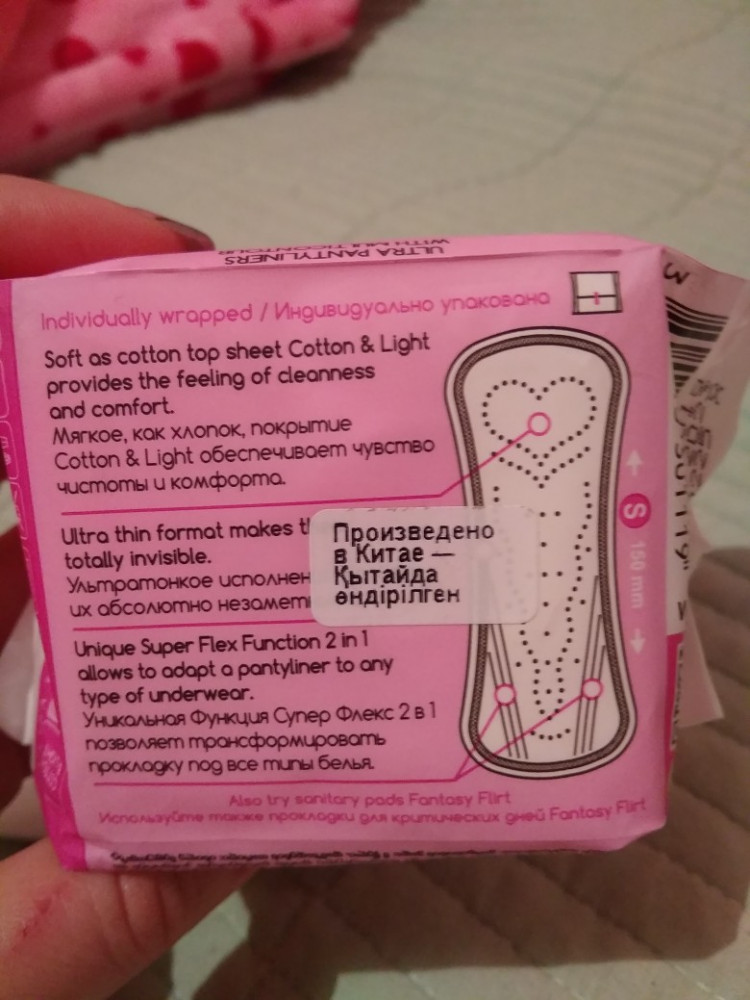 ULTRA PANTYLINERS
WITH MULTICONTOUR
Individually wrapped / Индивидуально упакована
Soft as cotton top sheet Cotton & Light
provides the feeling of cleanness
and comfort.
Мягкое, как хлопок, покрытие
Cotton & Light обеспечивает чувство
чистоты и комфорта.
Ultra thin format makes
totally invisible.
Ультратонкое
их абсолютно
Произведено
в Китае —
Қытайда
өндірілген
Unique Super Flex Function 2 in 1
allows to adapt a pantyliner to any
type of underwear.
Уникальная Функция Супер Флекс 2 в 1
позволяет трансформировать
прокладку под все типы белья.
S 150 mm
Also try sanitary pads Fantasy Flirt
Используйте также прокладки для критических дней Fantasy Flirt